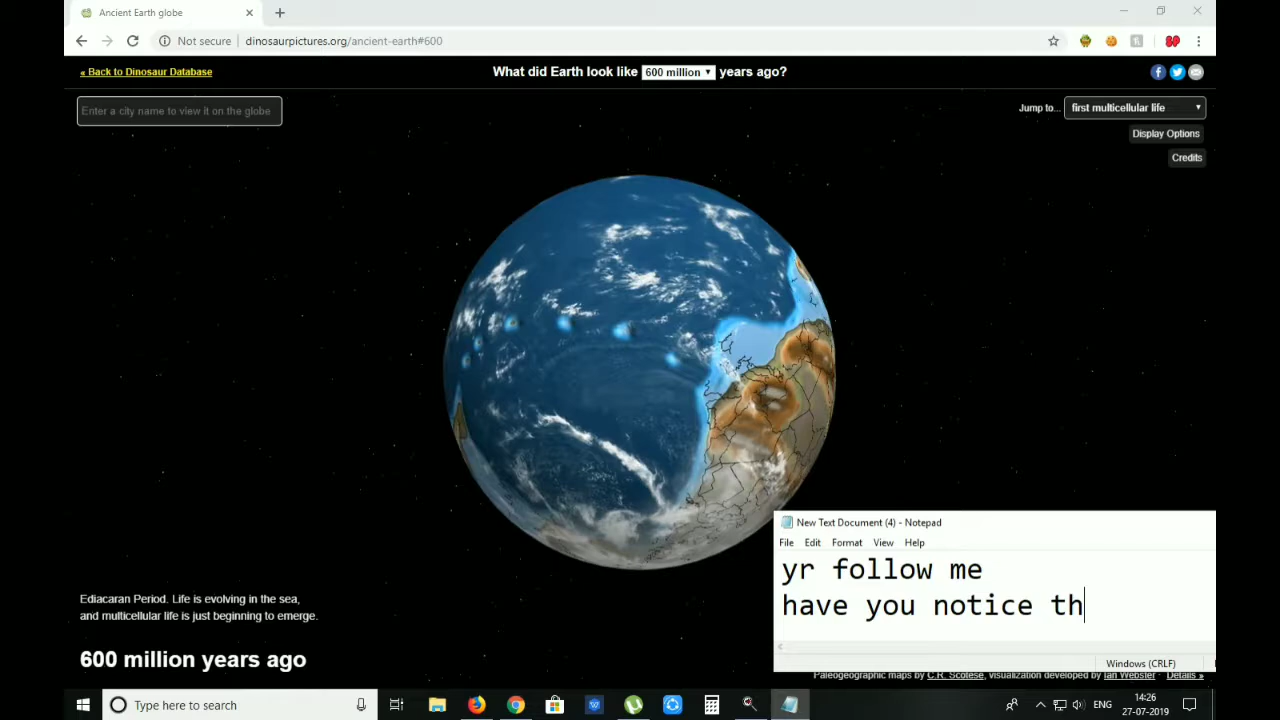 Ancient Earth globe
Not secure
dinosaurpictures.org/ancient-earth#600
« Back to Dinosaur Database
What did Earth look like 600 million years ago?
Enter a city name to view it on the globe
Jump to... first multicellular life
Display Options
Credits
New Text Document (4) - Notepad
File Edit Format View Help
yr follow me
have you notice th
Windows (CRLF)
Ediacaran Period. Life is evolving in the sea,
and multicellular life is just beginning to emerge.
600 million years ago
Paleogeographic maps by C.R. Scotese, visualization developed by Ian Webster · Details »
Type here to search
ENG
14:26
27-07-2019